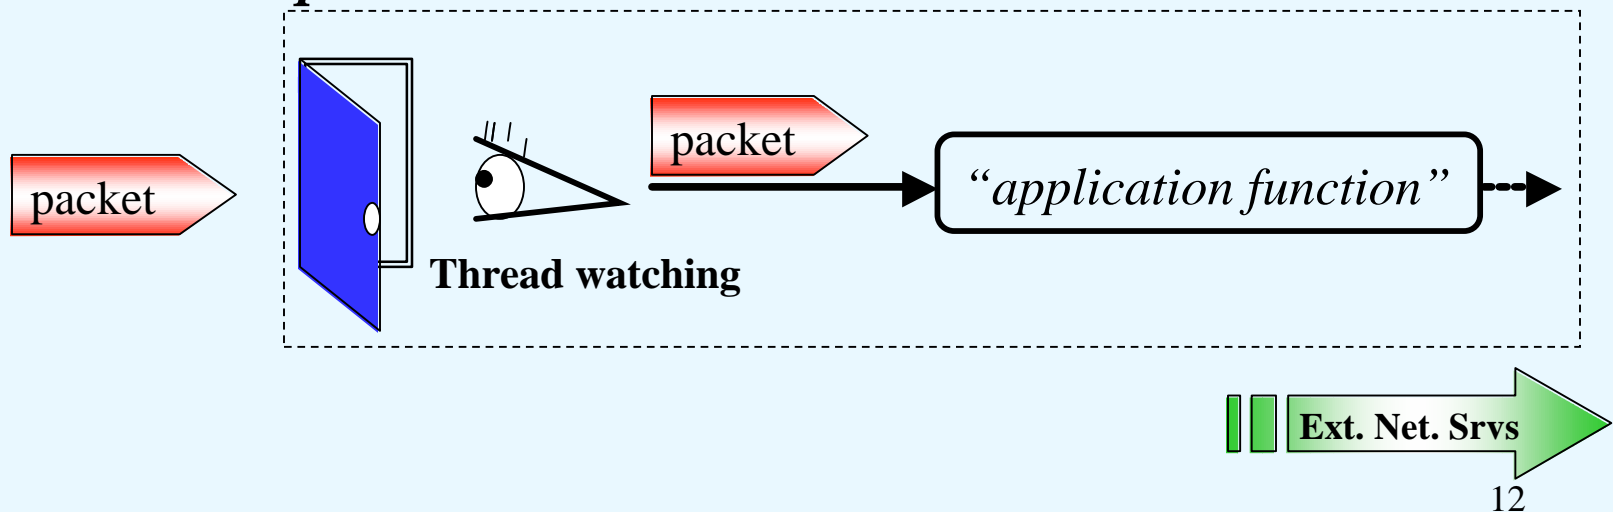 packet
packet
“application function”
Thread watching
Ext. Net. Srvs
12